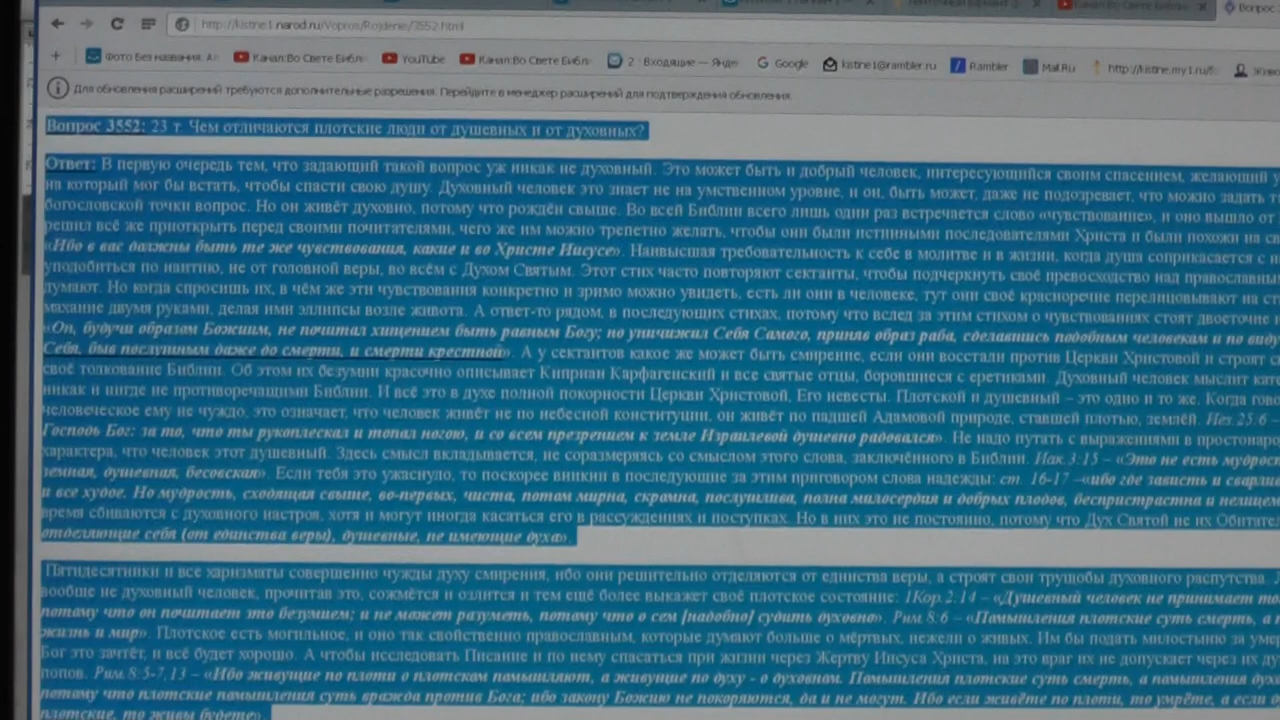 Вопрос
http://kistine1.narod.ru/Vopros/Rojdenie/3552.html
Фото Без названия. Ал Канал:Во Свете Библи YouTube Канал:Во Свете Библи 2 · Входящие — Янде Google kistine1@rambler.ru Rambler Mail.Ru http://kistine.my1.ru/
Для обновления расширений требуются дополнительные разрешения. Перейдите в менеджер расширений для подтверждения обновления.
Вопрос 3552: 23 т. Чем отличаются плотские люди от душевных и от духовных?
Ответ: В первую очередь тем, что задающий такой вопрос уж никак не духовный. Это может быть и добрый человек, интересующийся своим спасением, желающий
на который мог бы встать, чтобы спасти свою душу. Духовный человек это знает не на умственном уровне, и он, быть может, даже не подозревает, что можно задать
богословской точки вопрос. Но он живёт духовно, потому что рождён свыше. Во всей Библии всего лишь один раз встречается слово «чувствование», и оно вышло от
решил всё же приоткрыть перед своими почитателями, чего же им можно трепетно желать, чтобы они были истинными последователями Христа и были похожи на
«Ибо в вас должны быть те же чувствования, какие и во Христе Иисусе». Наивысшая требовательность к себе в молитве и в жизни, когда душа соприкасается с
уподобиться по наитию, не от головной веры, во всём с Духом Святым. Этот стих часто повторяют сектанты, чтобы подчеркнуть своё превосходство над православны
думают. Но когда спросишь их, в чём же эти чувствования конкретно и зримо можно увидеть, есть ли они в человеке, тут они своё красноречие перелицовывают на
махание двумя руками, делая ими эллипсы возле живота. А ответ-то рядом, в последующих стихах, потому что вслед за этим стихом о чувствованиях стоят двоеточие
«Он, будучи образом Божиим, не почитал хищением быть равным Богу; но уничижил Себя Самого, приняв образ раба, сделавшись подобным человекам и по виду
Себя, быв послушным даже до смерти, и смерти крестной». А у сектантов какое же может быть смирение, если они восстали против Церкви Христовой и строят
своё толкование Библии. Об этом их безумии красочно описывает Киприан Карфагенский и все святые отцы, боровшиеся с еретиками. Духовный человек мыслит
никак и нигде не противоречащими Библии. И всё это в духе полной покорности Церкви Христовой, Его невесты. Плотской и душевный – это одно и то же. Когда
человеческое ему не чуждо, это означает, что человек живёт не по небесной конституции, он живёт по падшей Адамовой природе, ставшей плотью, землёй. Иез.25:6 –
Господь Бог: за то, что ты рукоплескал и топал ногою, и со всем презрением к земле Израилевой душевно радовался». Не надо путать с выражениями в
характера, что человек этот душевный. Здесь смысл вкладывается, не соразмеряясь со смыслом этого слова, заключённого в Библии. Иак.3:15 – «Это не есть
земная, душевная, бесовская» Если тебя это ужаснуло, то поскорее вникни в последующие за этим приговором слова надежды: ст. 16-17 –«ибо где зависть и
и все худое. Но мудрость, сходящая свыше, во-первых, чиста, потом мирна, скромна, послушлива, полна милосердия и добрых плодов, беспристрастна и
время сбиваются с духовного настроя, хотя и могут иногда касаться его в рассуждениях и поступках. Но в них это не постоянно, потому что Дух Святой не их
отделяющие себя (от единства веры), душевные, не имеющие духа».
Пятидесятники и все харизматы совершенно чужды духу смирения, ибо они решительно отделяются от единства веры, а строят свои трущобы духовного распутства.
вообще не духовный человек, прочитав это, сожмётся и озлится и тем ещё более выкажет своё плотское состояние: 1Кор.2:14 – «Душевный человек не принимает
потому что он почитает это безумием; и не может разуметь, потому что о сем [надобно] судить духовно». Рим.8:6 – «Помышления плотские суть смерть, а
жизнь и мир». Плотское есть могильное, и оно так свойственно православным, которые думают больше о мёртвых, нежели о живых. Им бы подать милостыню за
Бог это зачтёт, и всё будет хорошо. А чтобы исследовать Писание и по нему спасаться при жизни через Жертву Иисуса Христа, на это враг их не допускает через их
попов. Рим.8:5-7,13 – «Ибо живущие по плоти о плотском помышляют, а живущие по духу - о духовном. Помышления плотские суть смерть, а помышления
потому что плотские помышления суть вражда против Бога; ибо закону Божию не покоряются, да и не могут. Ибо если живёте по плоти, то умрёте, а если
плотские, то живы будете».